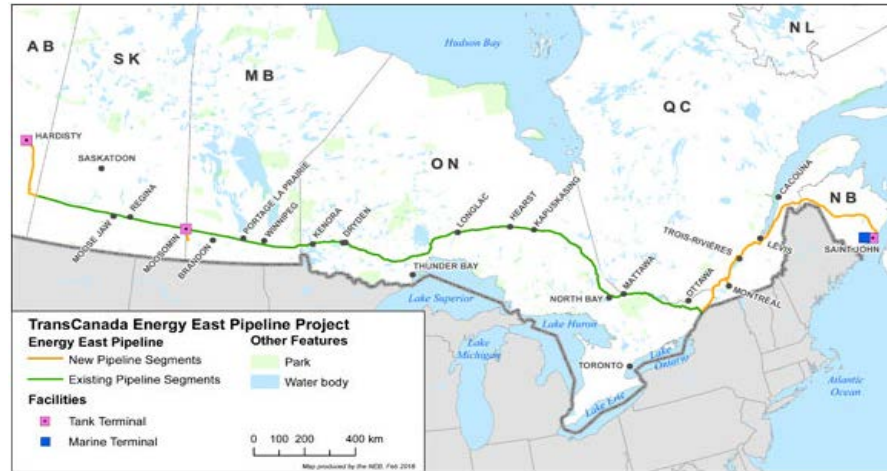 AB
SK
MB
ON
QC
NL
NB
Hudson Bay
HARDISTY
SASKATOON
MOOSE JAW
REGINA
MOOSOMIN
BRANDON
PORTAGE LA PRAIRIE
WINNIPEG
KENORA
DRYDEN
THUNDER BAY
LONGLAC
HEARST
KAPUSKASING
NORTH BAY
MATTAWA
OTTAWA
TORONTO
MONTRÉAL
TROIS-RIVIÈRES
LÉVIS
CACOUNA
SAINT JOHN
Lake Superior
Lake Michigan
Lake Huron
Lake Ontario
Lake Erie
Atlantic
Ocean
TransCanada Energy East Pipeline Project
Energy East Pipeline
New Pipeline Segments
Existing Pipeline Segments
Facilities
Tank Terminal
Marine Terminal
Other Features
Park
Water body
0 200 400 km
Map produced by the NEB, Feb 2016